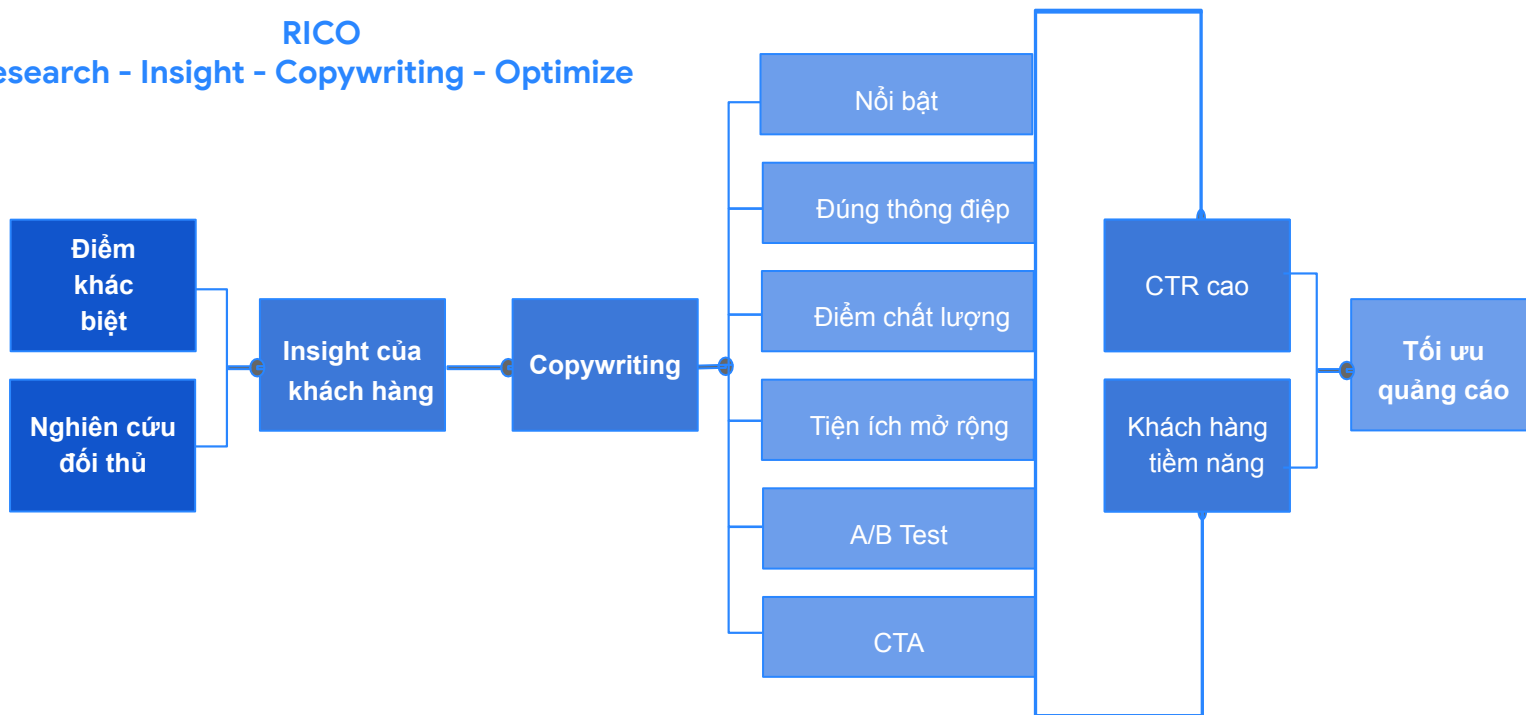 RICO
esearch - Insight - Copywriting - Optimize
Điểm
khác
biệt
Nghiên cứu
đối thủ
Insight của
khách hàng
Copywriting
Nổi bật
Đúng thông điệp
Điểm chất lượng
Tiện ích mở rộng
A/B Test
CTA
CTR cao
Khách hàng
tiềm năng
Tối ưu
quảng cáo